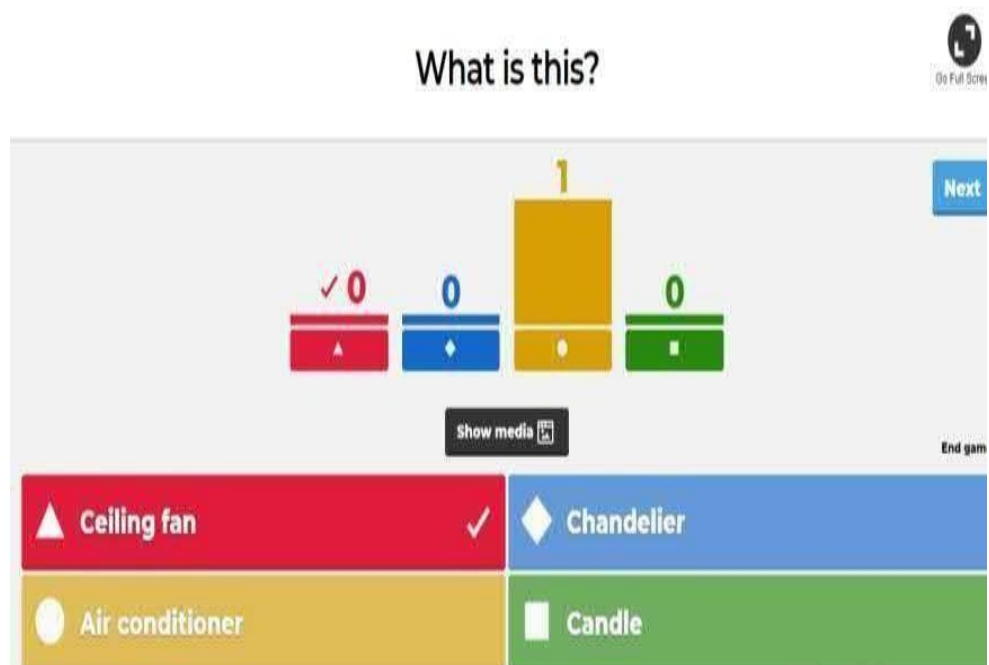 What is this?
Go Full Scree
1
Next
0
0
0
Show media
End gam
Ceiling fan
Chandelier
Air conditioner
Candle